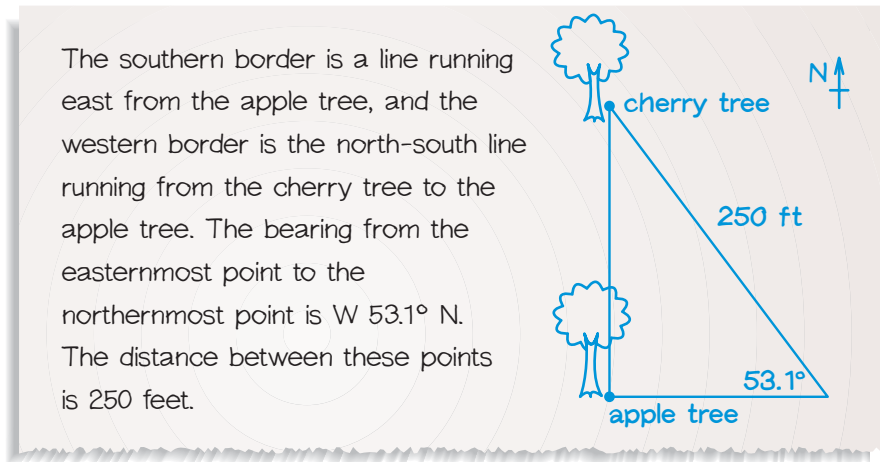 The southern border is a line running
east from the apple tree, and the
western border is the north-south line
running from the cherry tree to the
apple tree. The bearing from the
easternmost point to the
northernmost point is W 53.1° N.
The distance between these points
is 250 feet.
N
cherry tree
250 ft
53.1°
apple tree